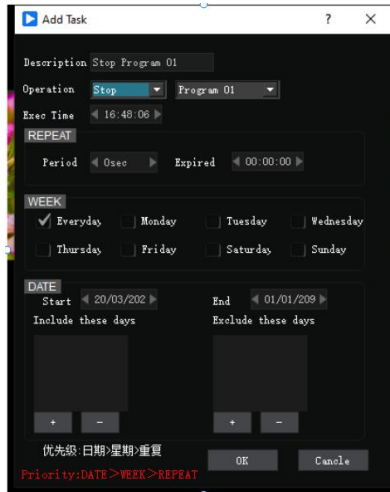 Add Task
Description Stop Program 01
Operation Stop Program 01
Exec Time 16:48:06
REPEAT
Period 0sec Expired 00:00:00
WEEK
Everyday Monday Tuesday Wednesday
Thursday Friday Saturday Sunday
DATE
Start 20/03/202 End 01/01/209
Include these days Exclude these days
+ - + -
优先级:日期>星期>重复
OK Cancle
Priority:DATE>WEEK>REPEAT